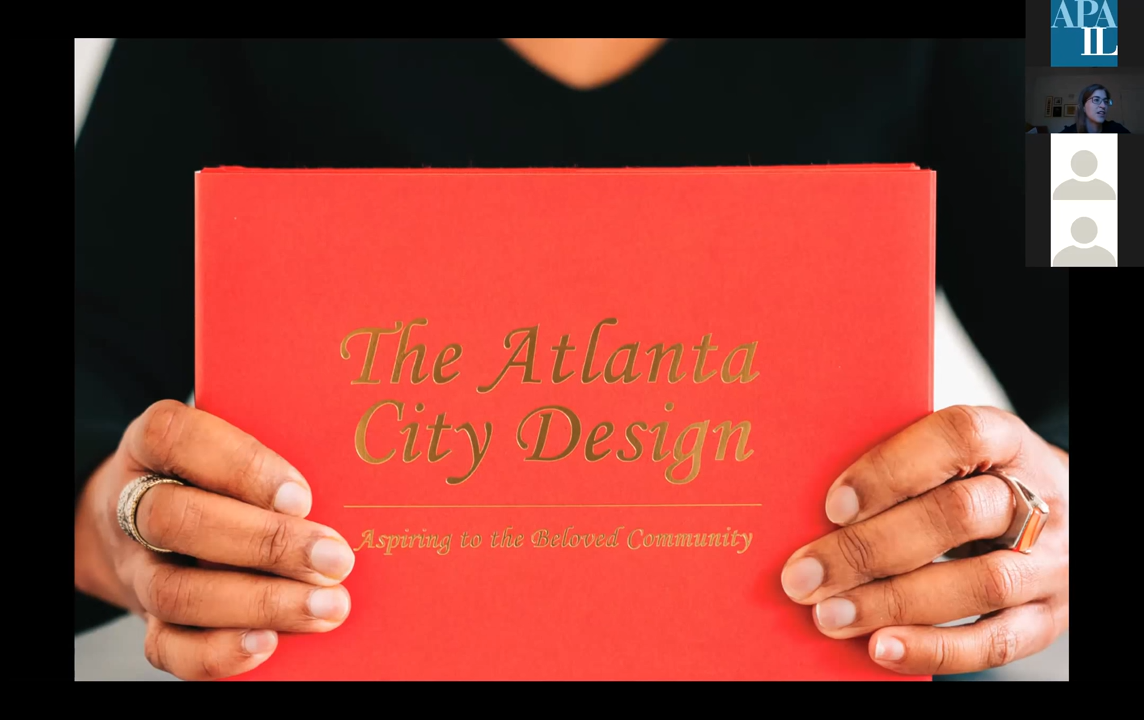 The Atlanta
City Design
Aspiring to the Beloved Community
APA
IL